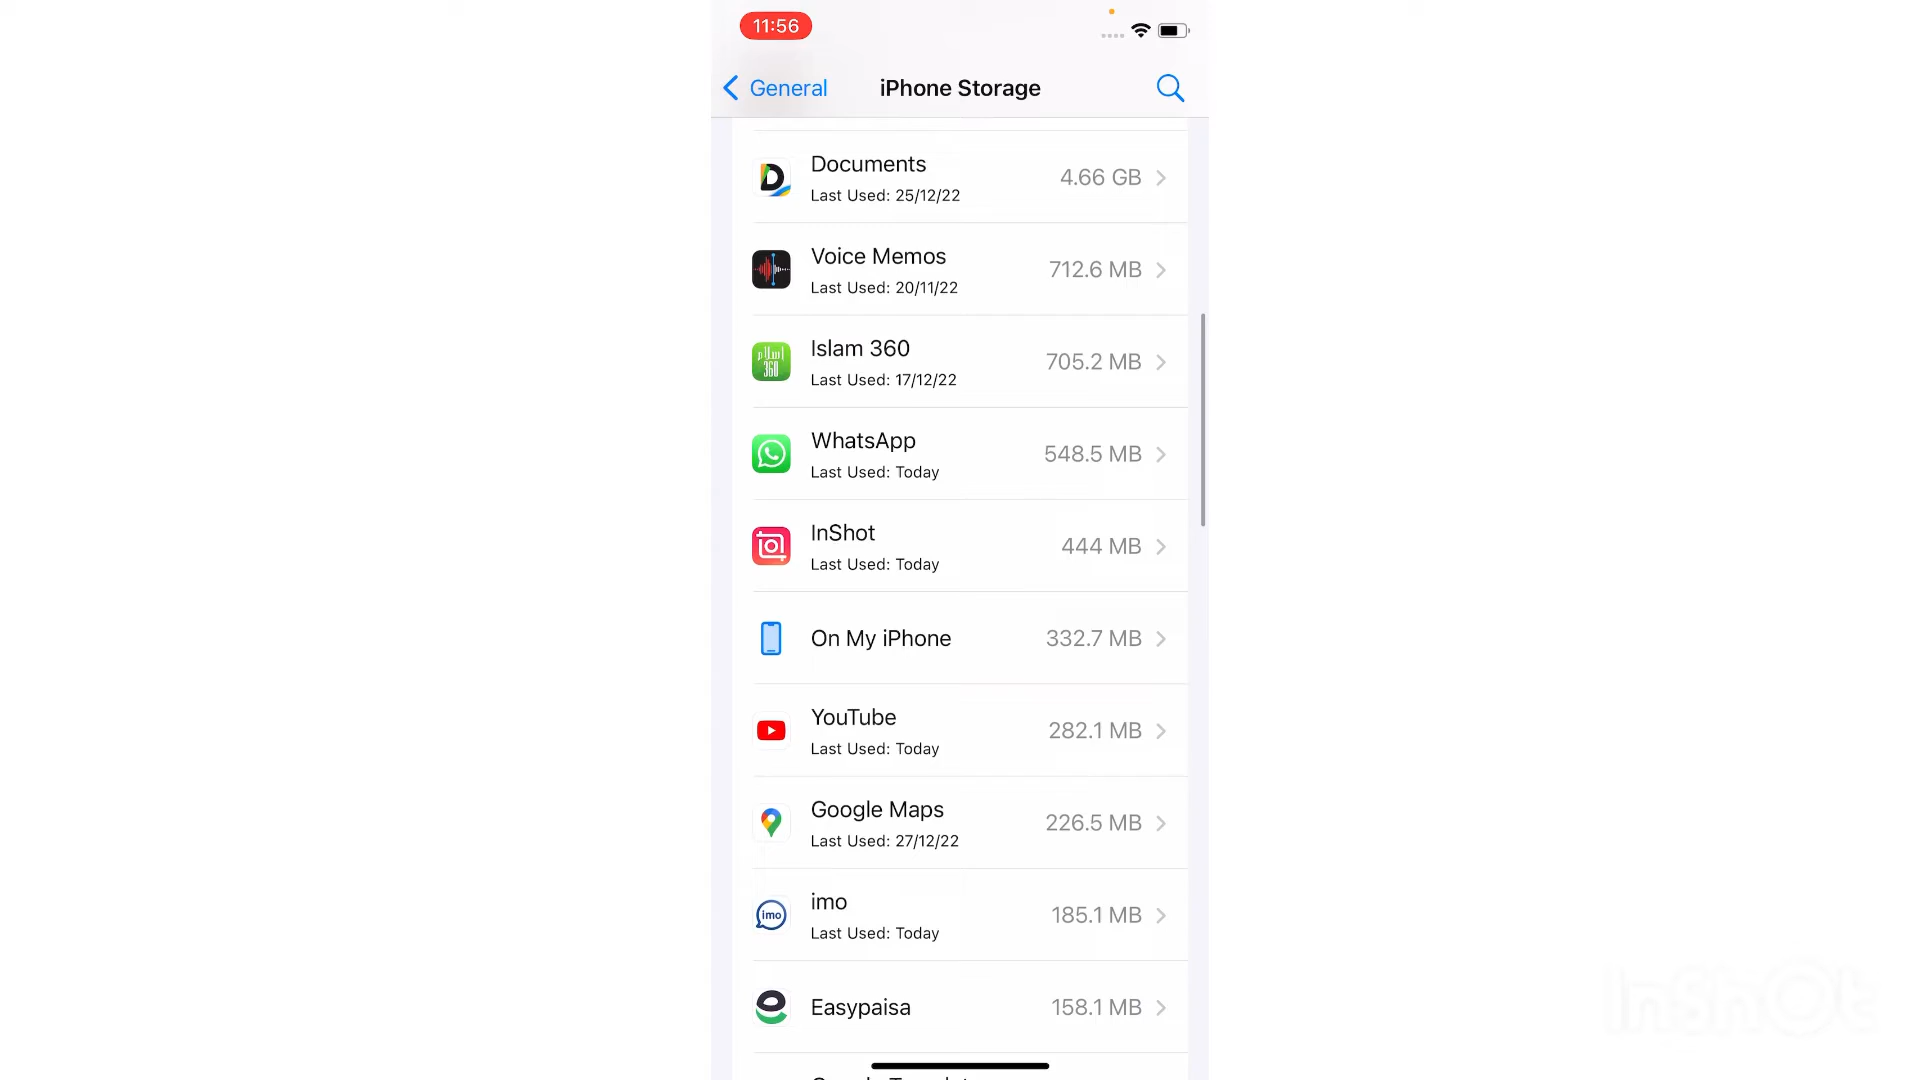 11:56
General
iPhone Storage
Documents
4.66 GB
Last Used: 25/12/22
Voice Memos
712.6 MB
Last Used: 20/11/22
اسلام
360
Islam 360
705.2 MB
Last Used: 17/12/22
WhatsApp
548.5 MB
Last Used: Today
InShot
444 MB
Last Used: Today
On My iPhone
332.7 MB
YouTube
282.1 MB
Last Used: Today
Google Maps
226.5 MB
Last Used: 27/12/22
imo
imo
185.1 MB
Last Used: Today
Easypaisa
158.1 MB
InShOt